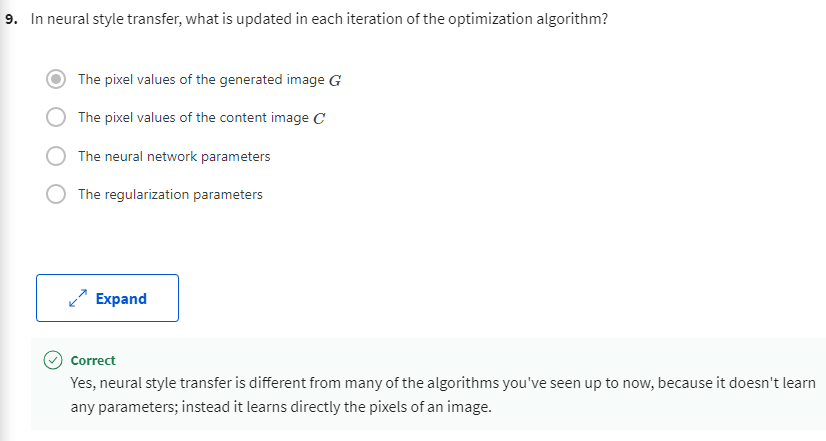 9. In neural style transfer, what is updated in each iteration of the optimization algorithm?
The pixel values of the generated image G
The pixel values of the content image C
The neural network parameters
The regularization parameters
Expand
Correct
Yes, neural style transfer is different from many of the algorithms you've seen up to now, because it doesn't learn
any parameters; instead it learns directly the pixels of an image.